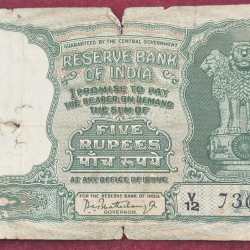 GUARANTEED BY THE CENTRAL GOVERNMENT
RESERVE BANK
OF INDIA
I PROMISE TO PAY
THE BEARER ON DEMAND
THE SUM OF
FIVE
RUPEES
पाँच रुपये
AT ANY OFFICE OF ISSUE
FOR THE RESERVE BANK OF INDIA
GOVERNOR
V/12 736